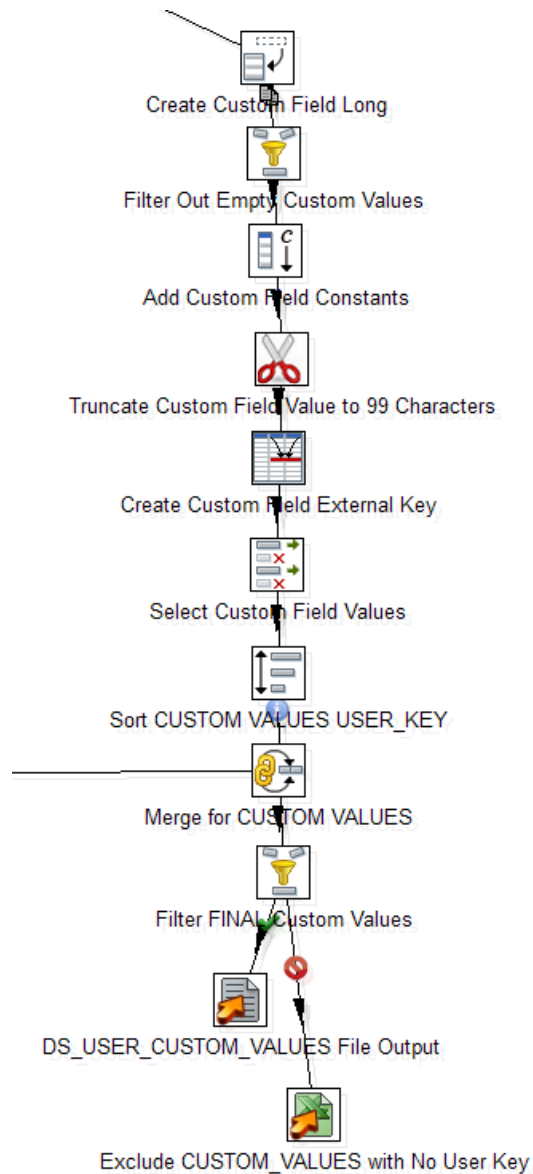 Create Custom Field Long
Filter Out Empty Custom Values
C
Add Custom Field Constants
Truncate Custom Field Value to 99 Characters
Create Custom Field External Key
Select Custom Field Values
Sort CUSTOM VALUES USER_KEY
Merge for CUSTOM VALUES
Filter FINAL Custom Values
DS_USER_CUSTOM_VALUES File Output
Exclude CUSTOM_VALUES with No User Key